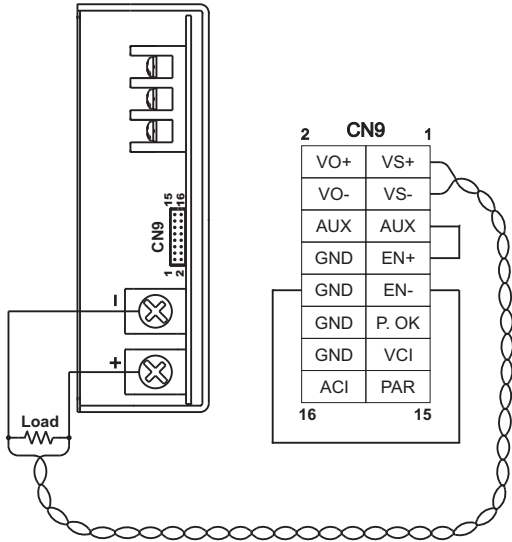 15
16
CN9
1
2
-
+
Load
2 CN9 1
VO+ VS+
VO- VS-
AUX AUX
GND EN+
GND EN-
GND P. OK
GND VCI
ACI PAR
16 15